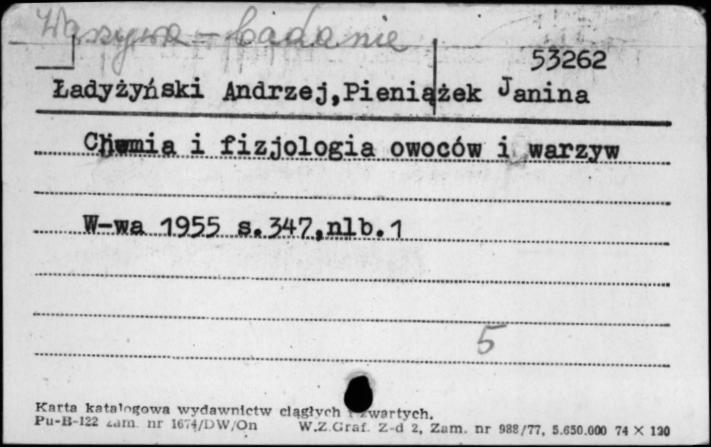 Warzywa - badanie
53262
Ładyżyński Andrzej, Pieniążek Janina
Chemia i fizjologia owoców i warzyw
W-wa 1955 s. 347, nlb. 1
5
Karta katalogowa wydawnictw ciągłych i zwartych.
Pu-B-122 zam. nr 1674/DW/On W.Z.Graf. Z-d 2, Zam. nr 988/77, 5.650.000 74 × 120